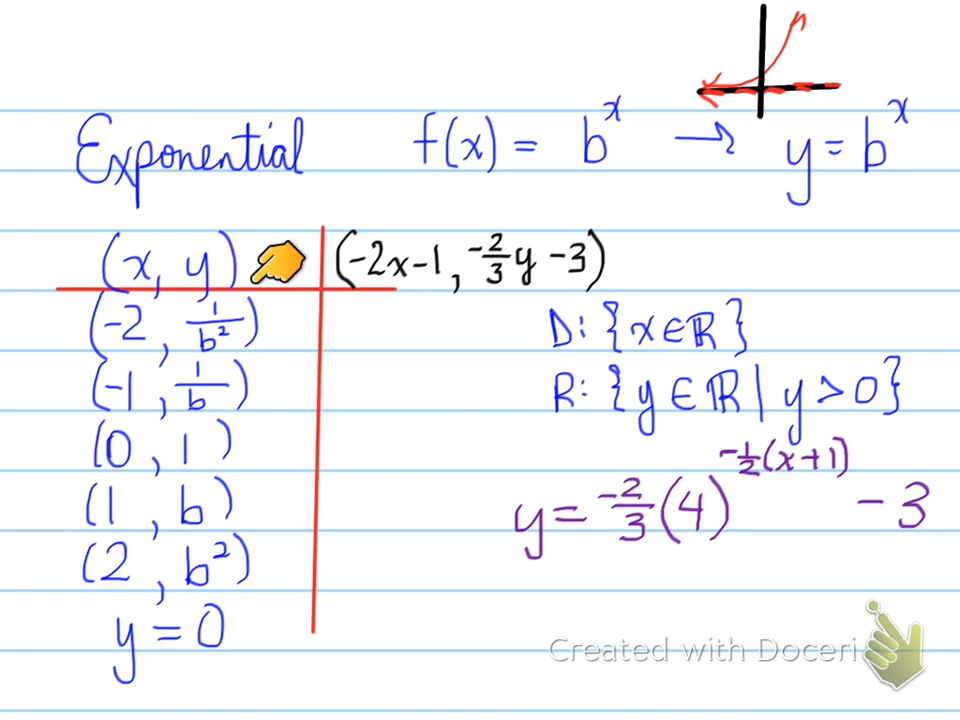 Exponential f(x) = b^x → y = b^x
(x, y) (-2x-1, -2/3 y -3)
(-2, 1/b²) D: {x∈ℝ}
(-1, 1/b) R: {y∈ℝ | y>0}
(0, 1)
(1, b) y = -2/3 (4)^(-1/2(x+1)) - 3
(2, b²)
y = 0
Created with Doceri